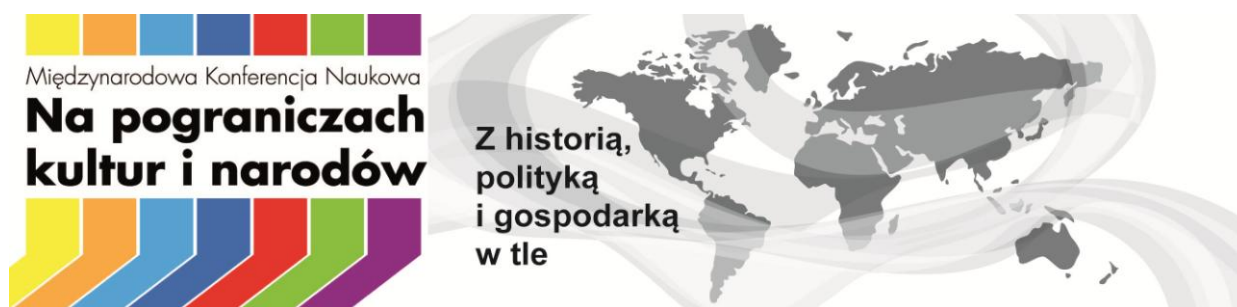 Międzynarodowa Konferencja Naukowa
Na pograniczach
kultur i narodów
Z historią,
polityką
i gospodarką
w tle